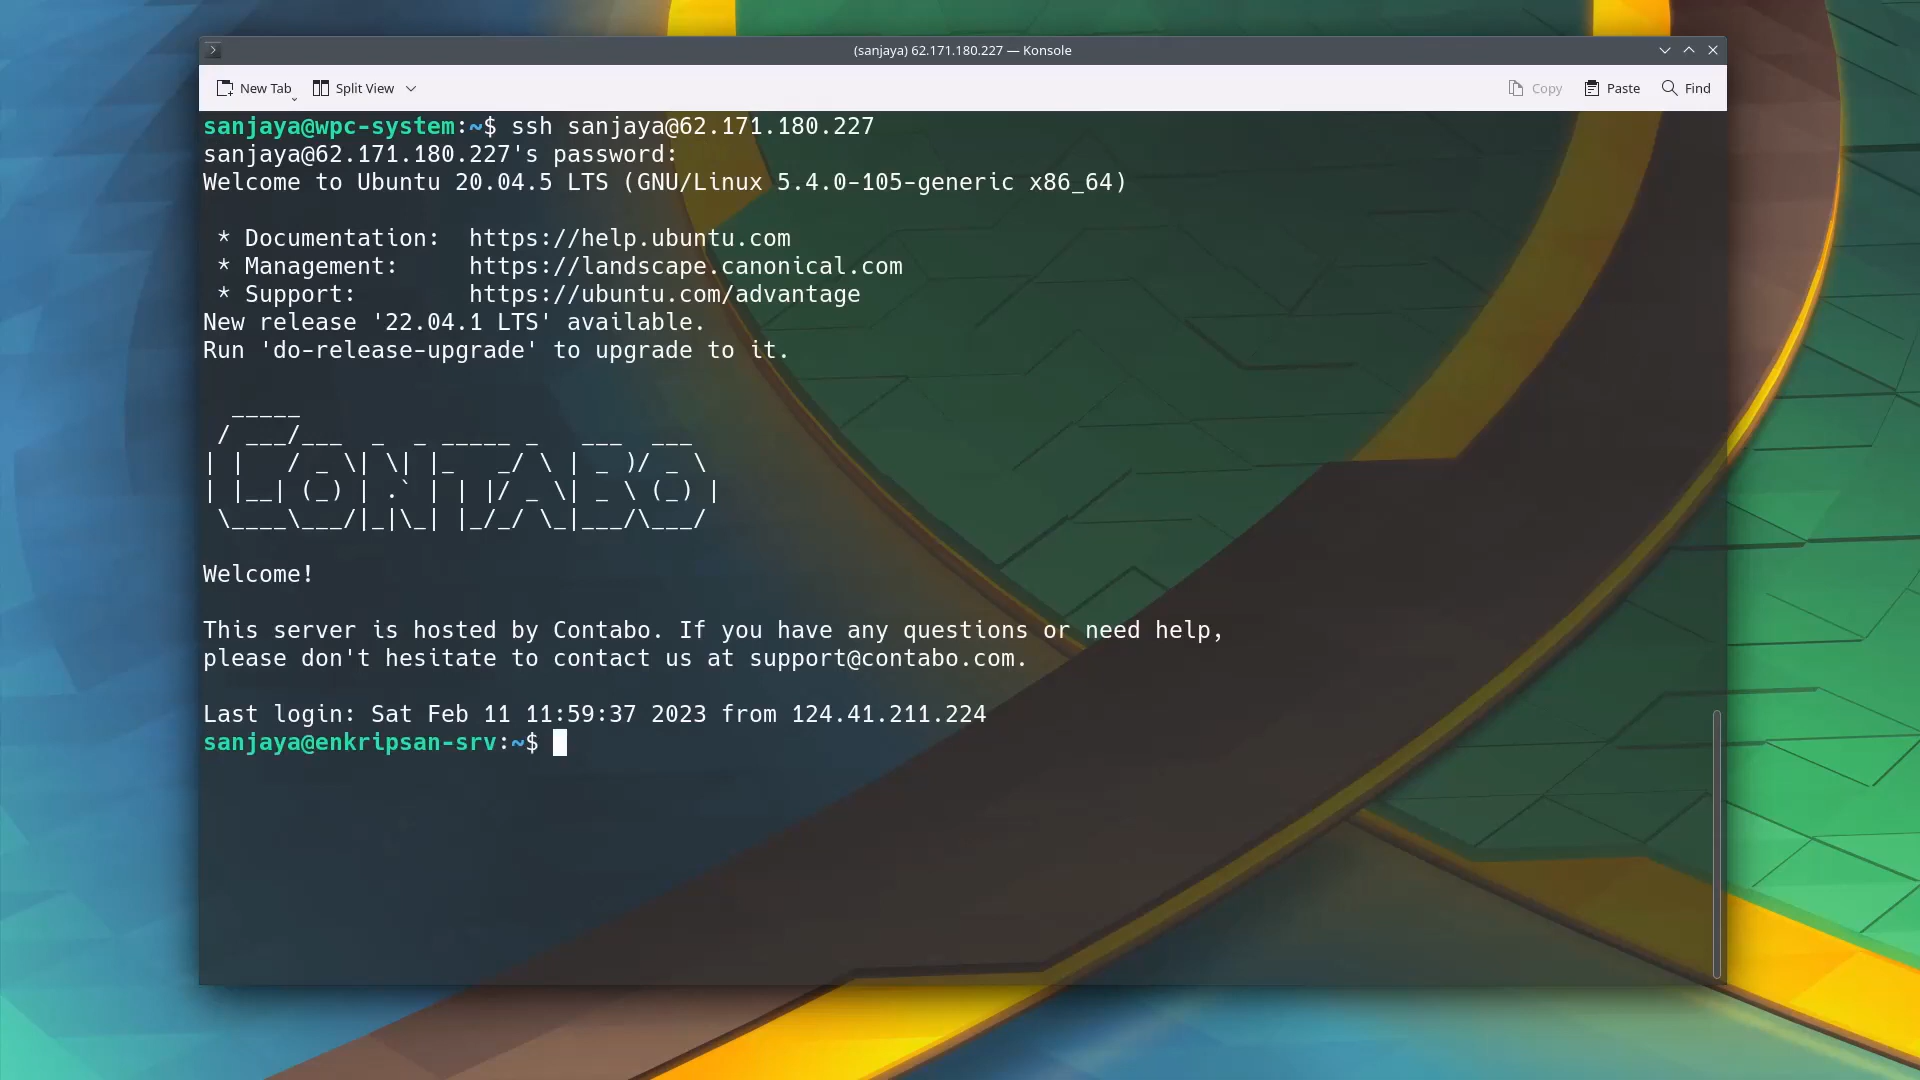 (sanjaya) 62.171.180.227 — Konsole
New Tab Split View Copy Paste Find
sanjaya@wpc-system:~$ ssh sanjaya@62.171.180.227
sanjaya@62.171.180.227's password:
Welcome to Ubuntu 20.04.5 LTS (GNU/Linux 5.4.0-105-generic x86_64)
* Documentation:  https://help.ubuntu.com
* Management:     https://landscape.canonical.com
* Support:        https://ubuntu.com/advantage
New release '22.04.1 LTS' available.
Run 'do-release-upgrade' to upgrade to it.
CONTABO
Welcome!
This server is hosted by Contabo. If you have any questions or need help,
please don't hesitate to contact us at support@contabo.com.
Last login: Sat Feb 11 11:59:37 2023 from 124.41.211.224
sanjaya@enkripsan-srv:~$